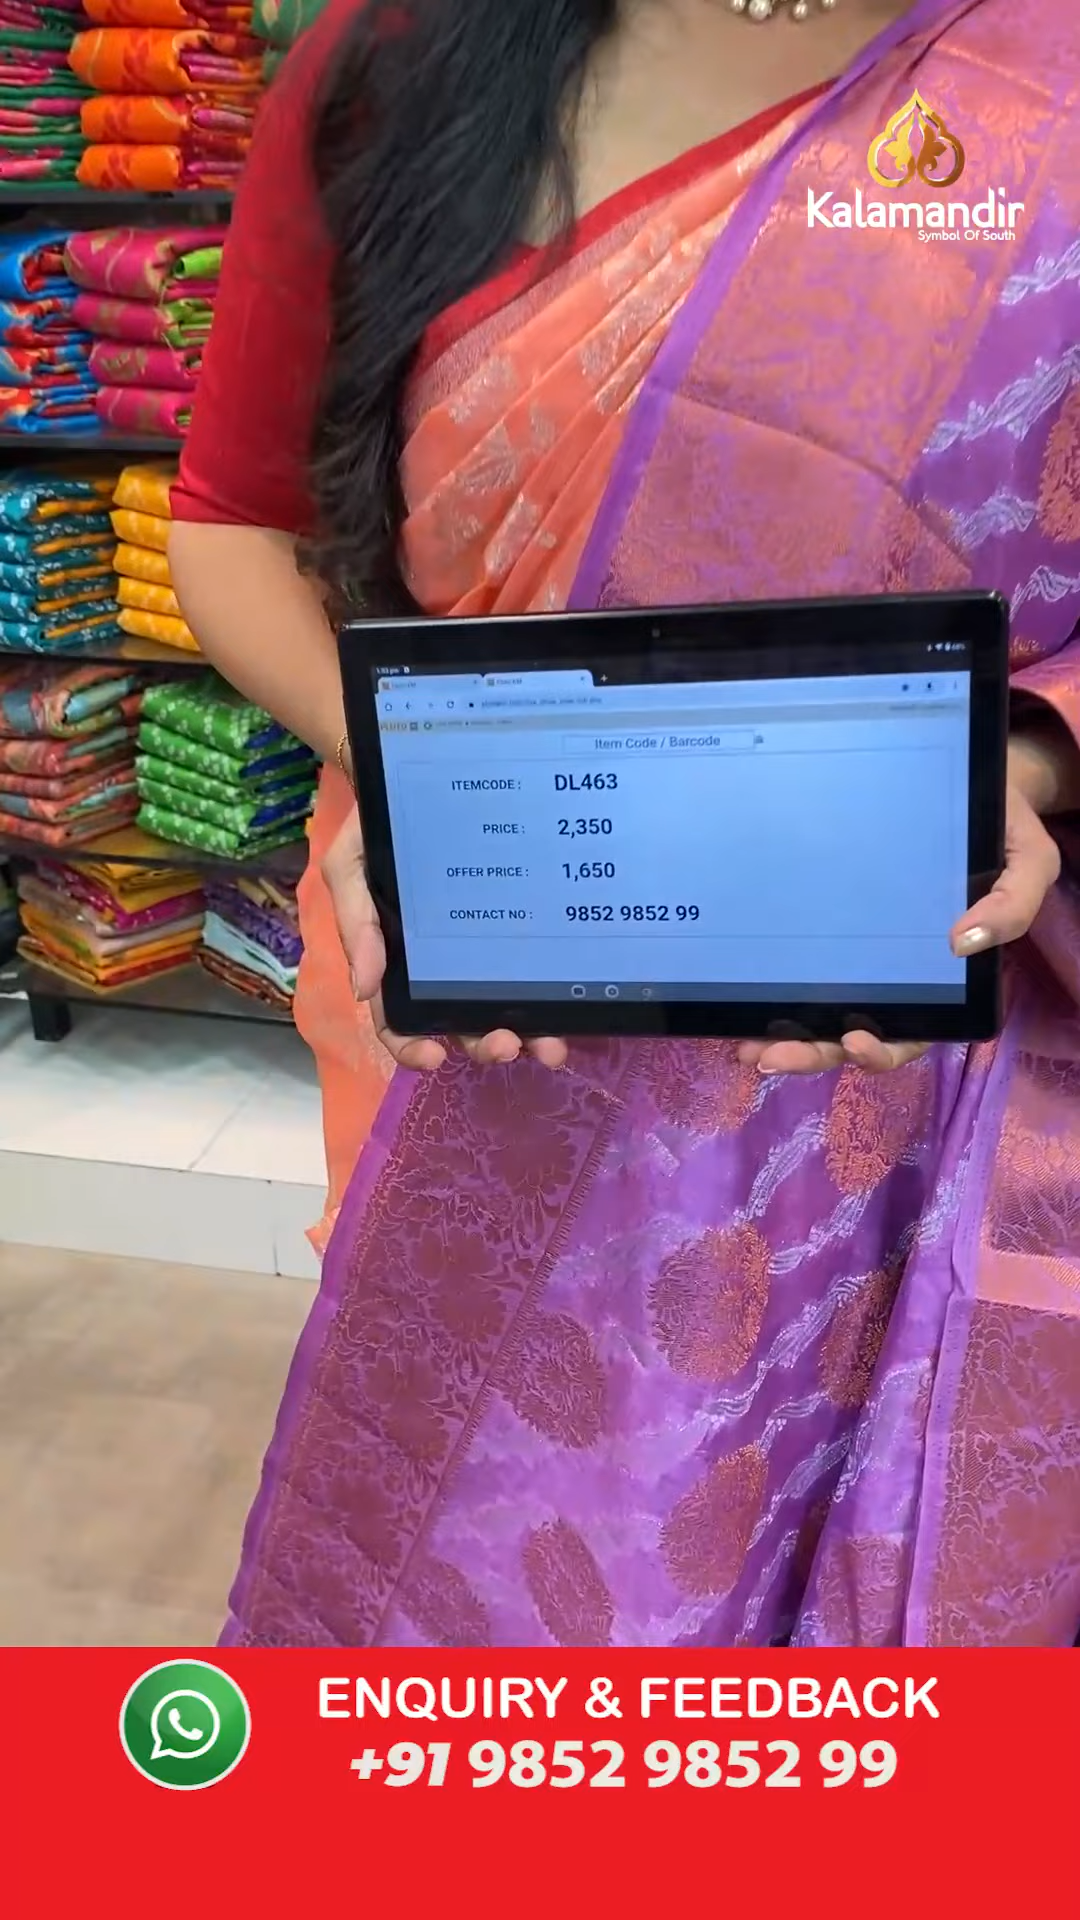 Kalamandir
Symbol Of South
Item Code / Barcode
ITEMCODE : DL463
PRICE : 2,350
OFFER PRICE : 1,650
CONTACT NO : 9852 9852 99
ENQUIRY & FEEDBACK
+91 9852 9852 99